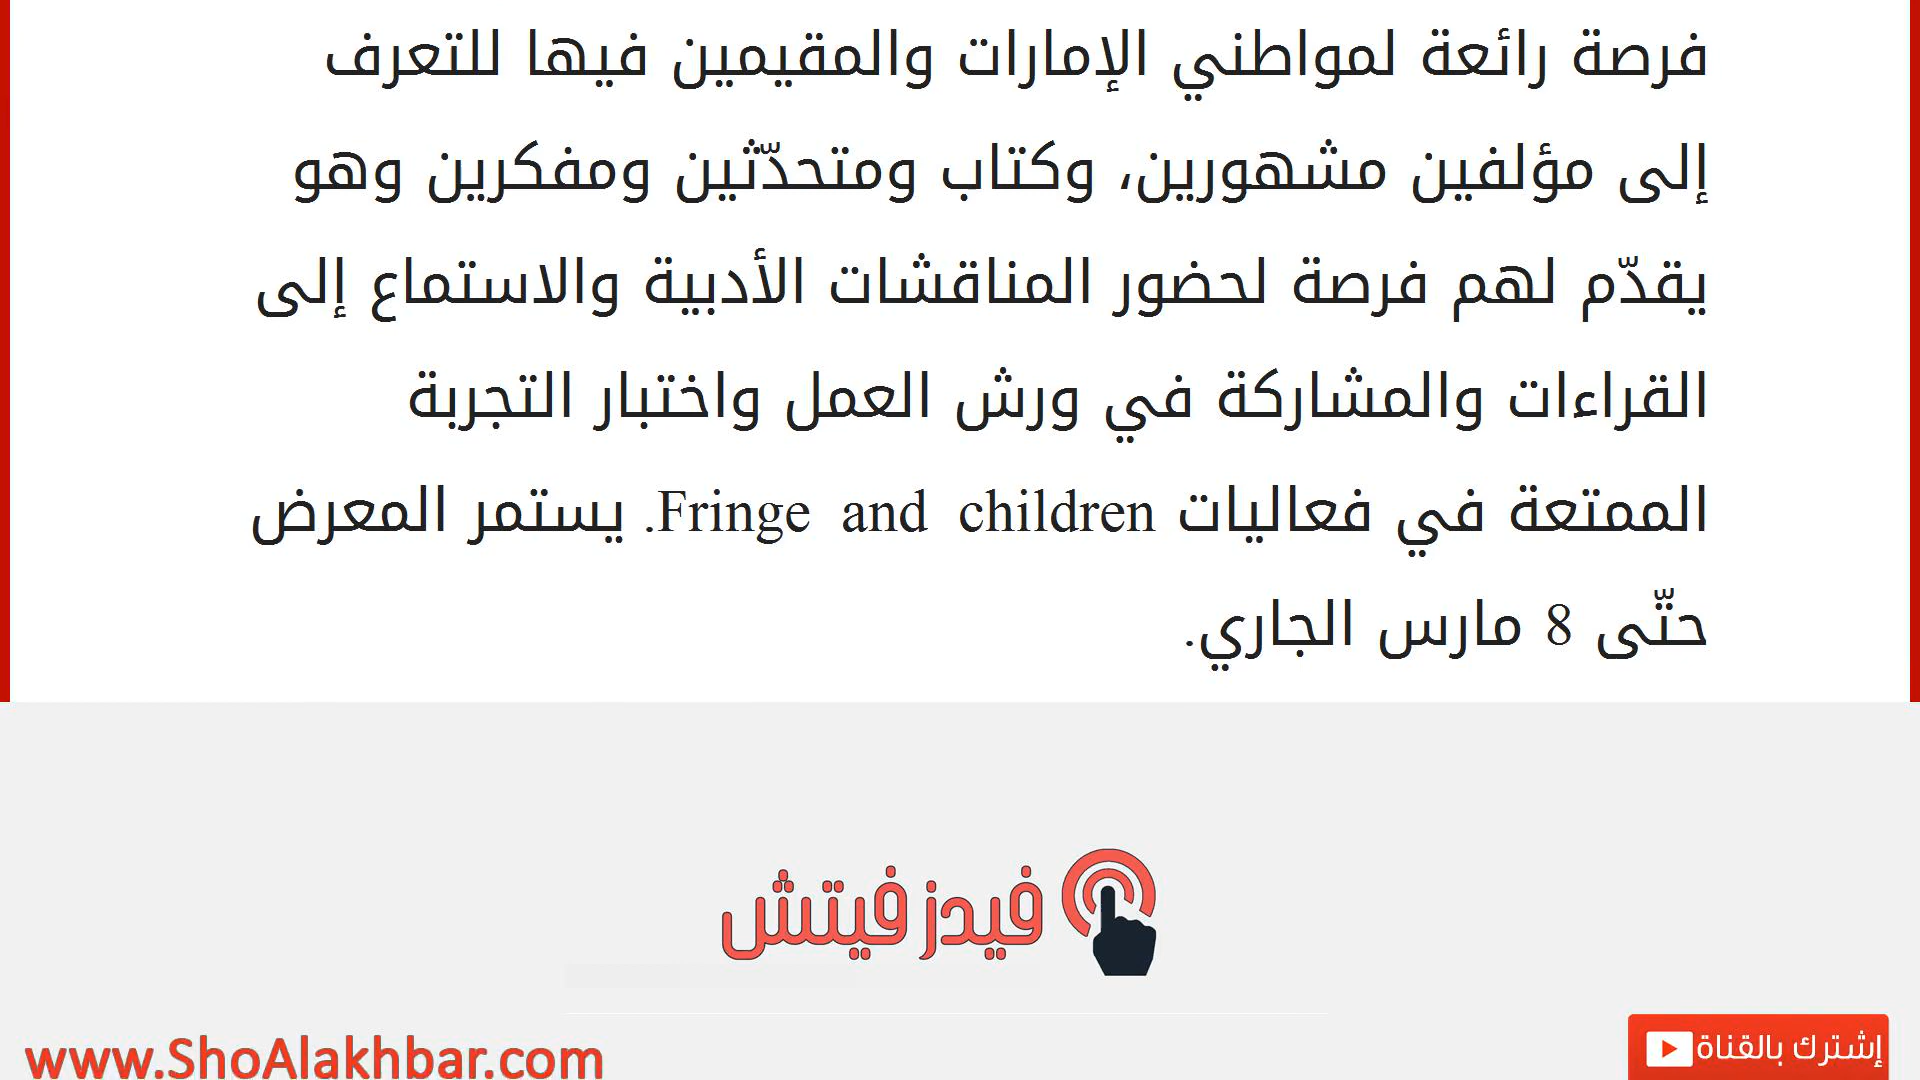 فرصة رائعة لمواطني الإمارات والمقيمين فيها للتعرف
إلى مؤلفين مشهورين، وكتاب ومتحدّثين ومفكرين وهو
يقدّم لهم فرصة لحضور المناقشات الأدبية والاستماع إلى
القراءات والمشاركة في ورش العمل واختبار التجربة
الممتعة في فعاليات Fringe and children. يستمر المعرض
حتّى 8 مارس الجاري.
فيدز فيتش
www.ShoAlakhbar.com
إشترك بالقناة